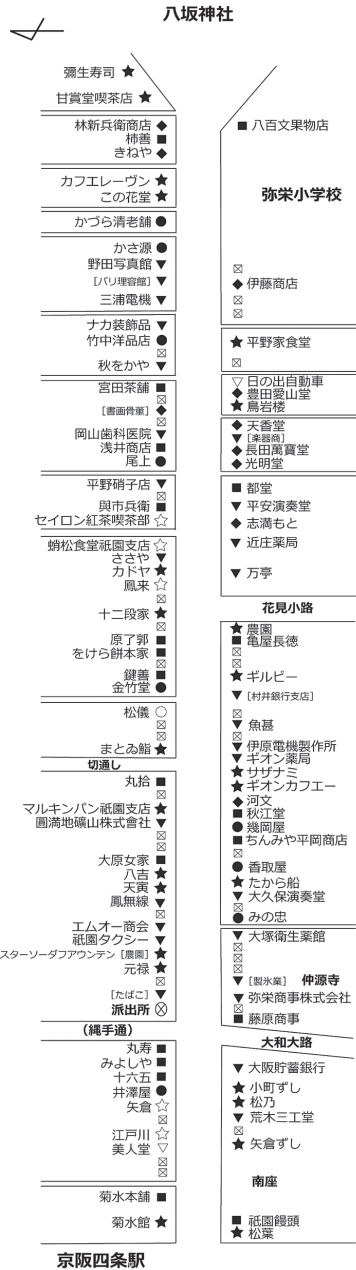 八坂神社
彌生寿司 ★
甘賞堂喫茶店 ★
林新兵衛商店 ◆
柿善 ■
きねや ◆
カフエレーヴン ★
この花堂 ★
かづら清老舗 ●
かさ源 ●
野田写真館 ▼
[パリ理容館] ▼
三浦電機 ▼
ナカ装飾品 ▼
竹中洋品店 ●
秋をかや ▼
宮田茶舗 ■
[書画骨董] ◆
岡山歯科医院 ▼
浅井商店 ■
尾上 ●
平野硝子店 ▼
與市兵衛 ■
セイロン紅茶喫茶部 ☆
蛸松食堂祇園支店 ☆
ささや ▼
カドヤ ★
鳳来 ☆
十二段家 ★
原了郭 ■
をけら餅本家 ■
鍵善 ■
金竹堂 ●
松儀 ○
まとゐ鮨 ★
切通し
丸拾 ■
マルキンパン祇園支店 ★
圓満地礦山株式會社 ▼
大原女家 ■
八吉 ★
天寅 ★
鳳無線 ▼
エムオー商会 ▼
祇園タクシー ▼
スターソーダフアウンテン [農園] ★
元禄 ★
[たばこ] ▼
派出所 ⊗
(縄手通)
丸寿 ■
みよしや ■
十六五 ■
井澤屋 ●
矢倉 ☆
江戸川 ☆
美人堂 ▽
菊水本舗 ■
菊水館 ★
京阪四条駅
■ 八百文果物店
弥栄小学校
◆ 伊藤商店
★ 平野家食堂
▽ 日の出自動車
◆ 豊田愛山堂
★ 鳥岩楼
◆ 天香堂
▼ [楽器商]
◆ 長田萬寶堂
◆ 光明堂
■ 都堂
▼ 平安演奏堂
◆ 志満もと
▼ 近庄薬局
▼ 万亭
花見小路
★ 農園
■ 亀屋長徳
★ ギルビー
▼ [村井銀行支店]
▼ 魚甚
▼ 伊原電機製作所
▼ ギオン薬局
★ サザナミ
★ ギオンカフエー
◆ 河文
■ 秋江堂
● 幾岡屋
■ ちんみや平岡商店
● 香取屋
★ たから船
▼ 大久保演奏堂
● みの忠
▼ 大塚衛生薬館
▼ [製氷業] 仲源寺
▼ 弥栄商事株式会社
■ 藤原商事
大和大路
▼ 大阪貯蓄銀行
★ 小町ずし
★ 松乃
▼ 荒木三工堂
★ 矢倉ずし
南座
■ 祇園饅頭
★ 松葉